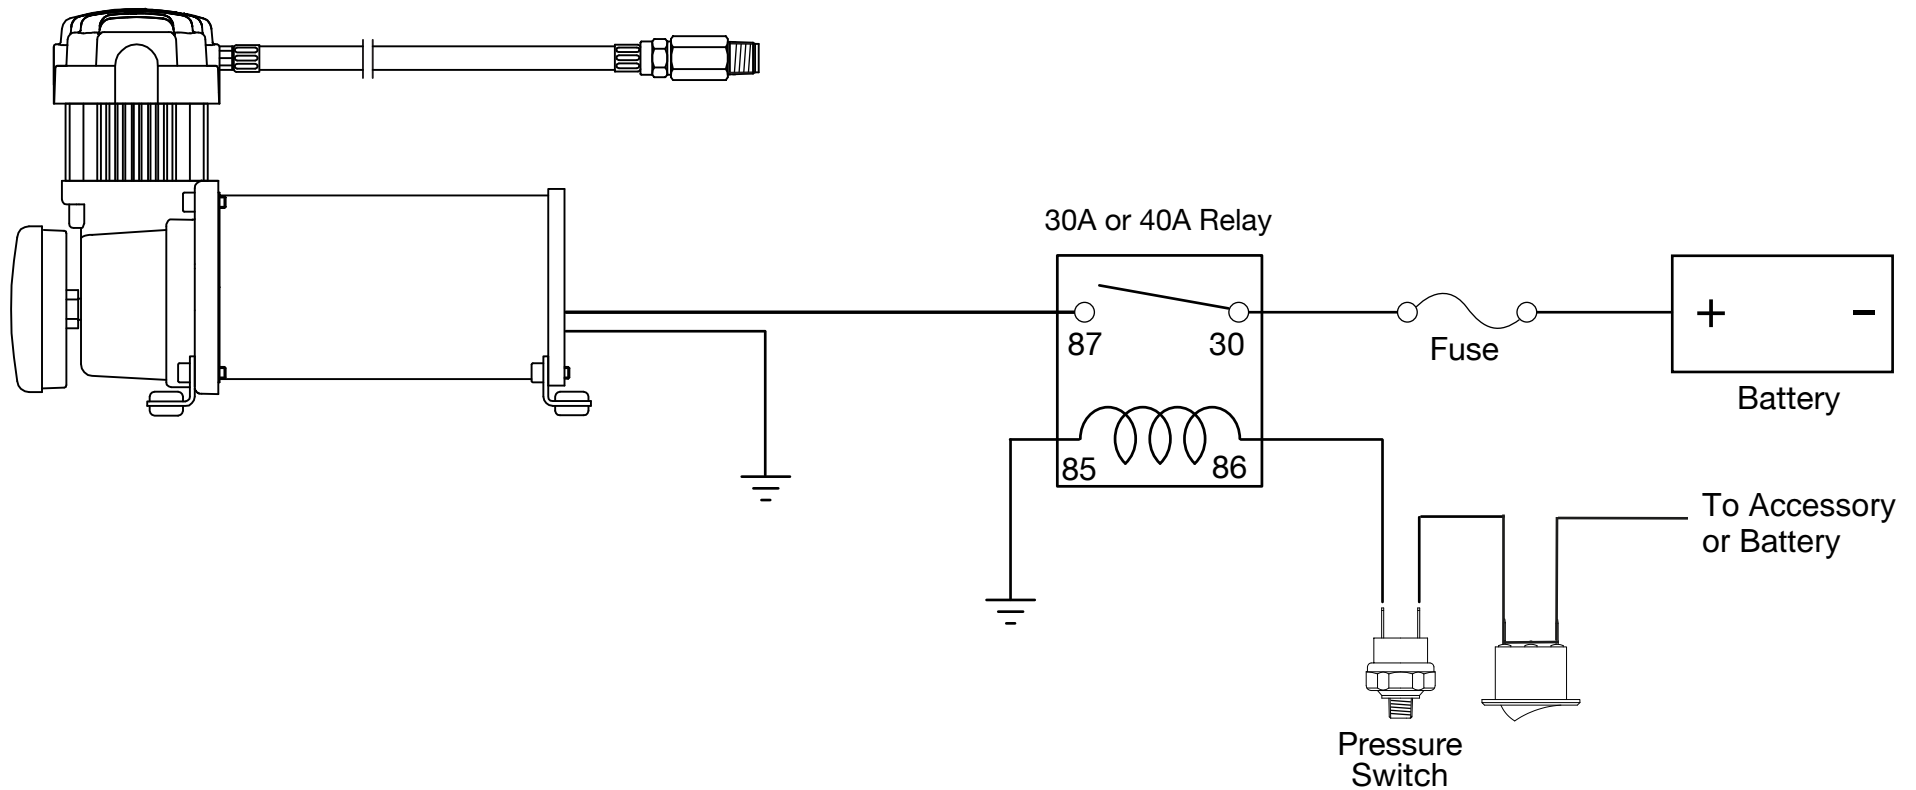 30A or 40A Relay
87
30
Fuse
+
-
Battery
85
86
To Accessory
or Battery
Pressure
Switch